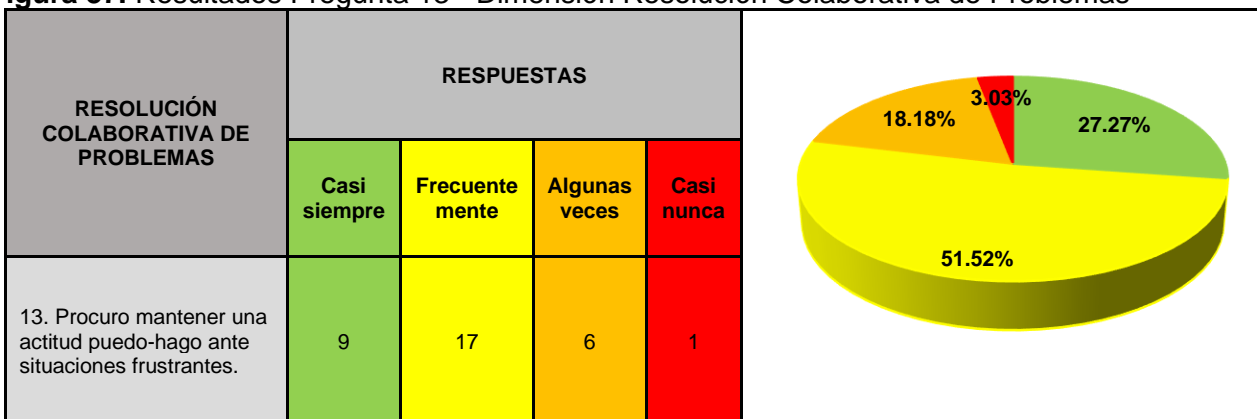 RESOLUCIÓN
COLABORATIVA DE
PROBLEMAS
RESPUESTAS
Casi
siempre
Frecuente
mente
Algunas
veces
Casi
nunca
13. Procuro mantener una
actitud puedo-hago ante
situaciones frustrantes.
9
17
6
1
3.03%
18.18%
27.27%
51.52%